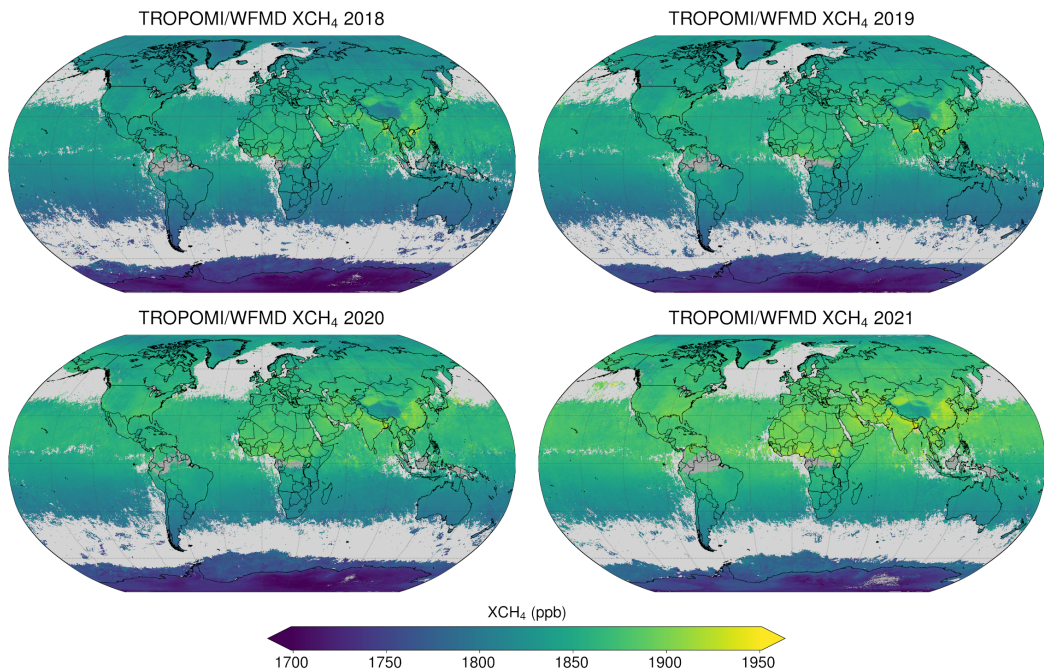 TROPOMI/WFMD XCH₄ 2018
TROPOMI/WFMD XCH₄ 2019
TROPOMI/WFMD XCH₄ 2020
TROPOMI/WFMD XCH₄ 2021
XCH₄ (ppb)
1700 1750 1800 1850 1900 1950